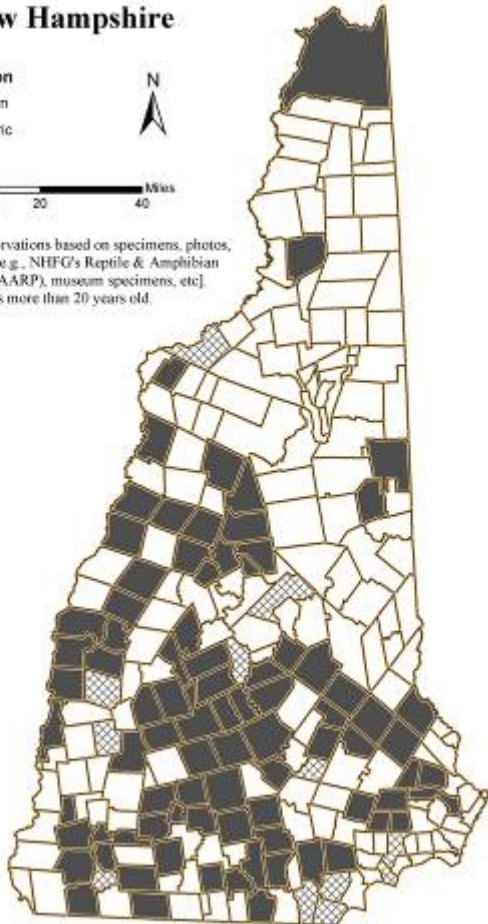 w Hampshire
on
n
ric
N
Miles
20 40
rvations based on specimens, photos,
e.g., NHFG's Reptile & Amphibian
AARP), museum specimens, etc].
s more than 20 years old.